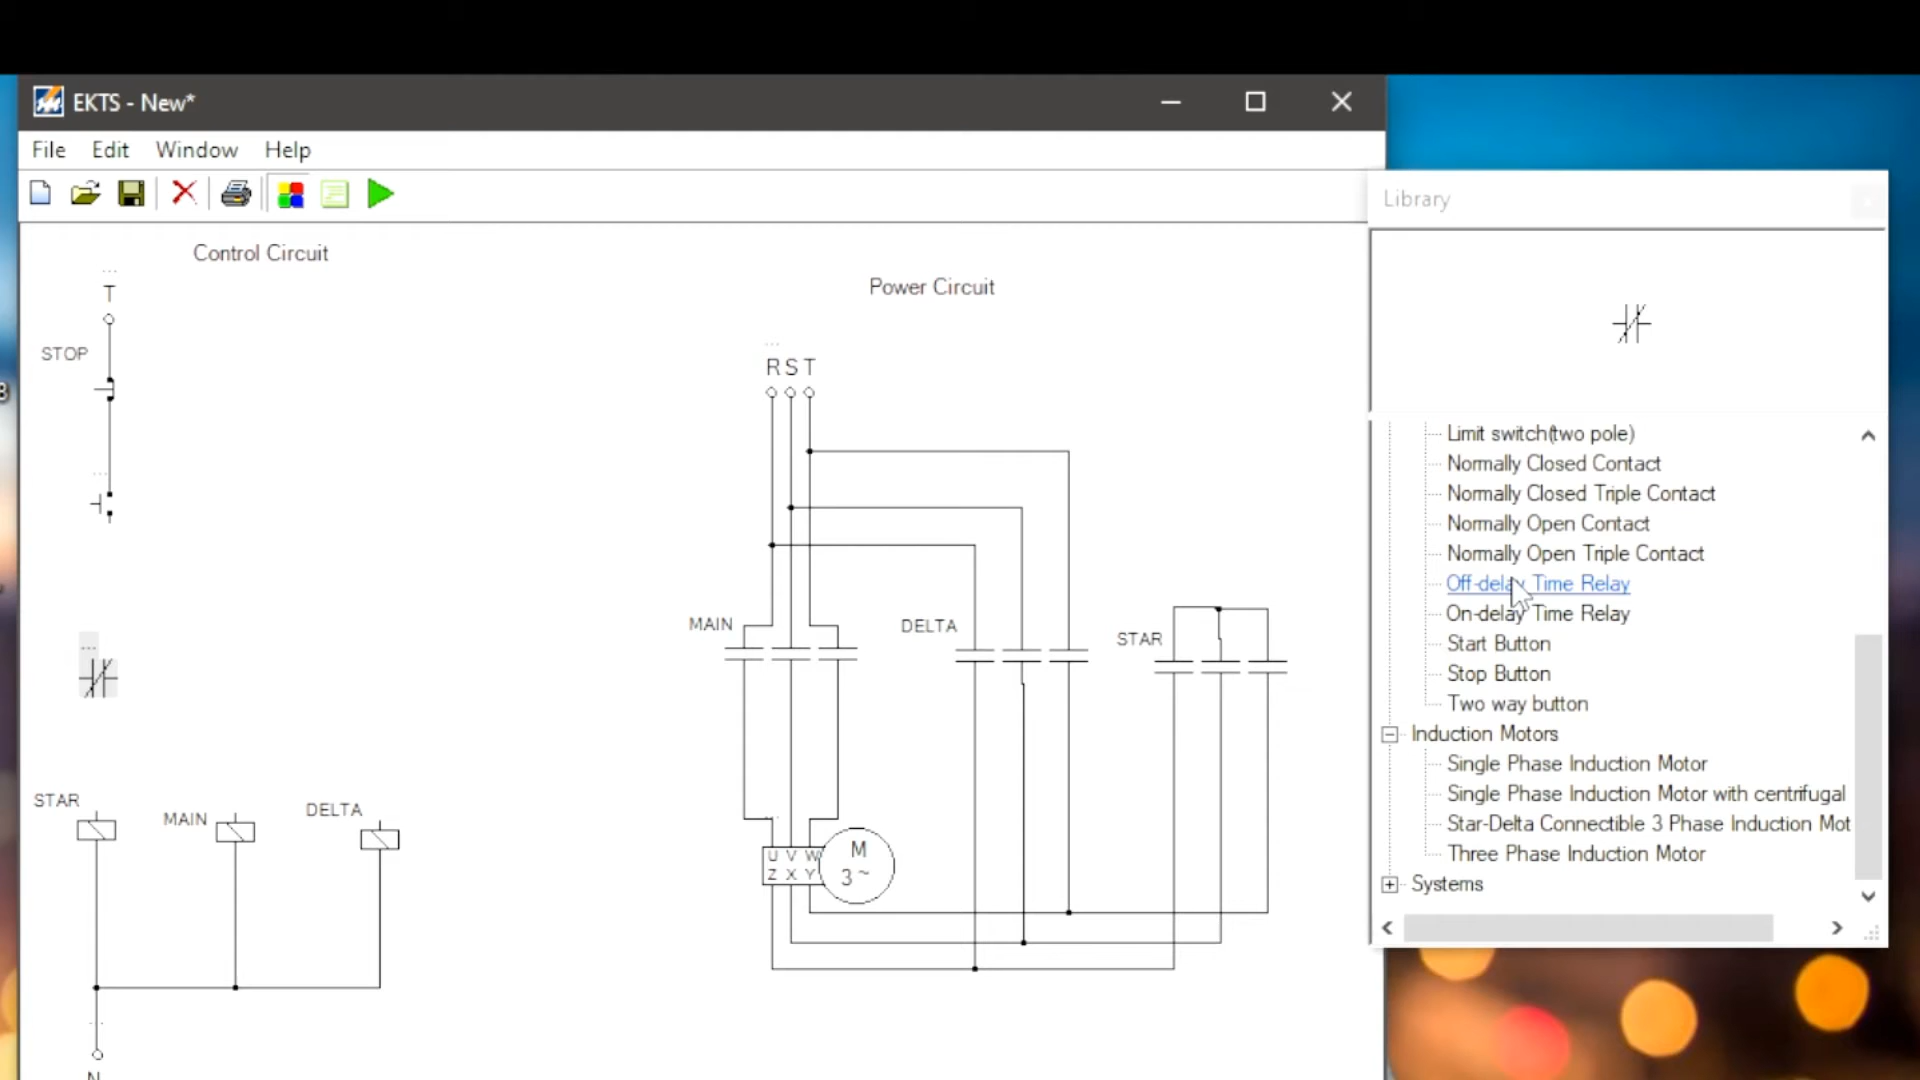 EKTS - New*
File Edit Window Help
Library
Control Circuit
Power Circuit
T
STOP
R S T
MAIN
DELTA
STAR
STAR
MAIN
DELTA
U V W
Z X Y
M
3 ~
N
Limit switch(two pole)
Normally Closed Contact
Normally Closed Triple Contact
Normally Open Contact
Normally Open Triple Contact
Off-delay Time Relay
On-delay Time Relay
Start Button
Stop Button
Two way button
Induction Motors
Single Phase Induction Motor
Single Phase Induction Motor with centrifugal
Star-Delta Connectible 3 Phase Induction Mot
Three Phase Induction Motor
Systems